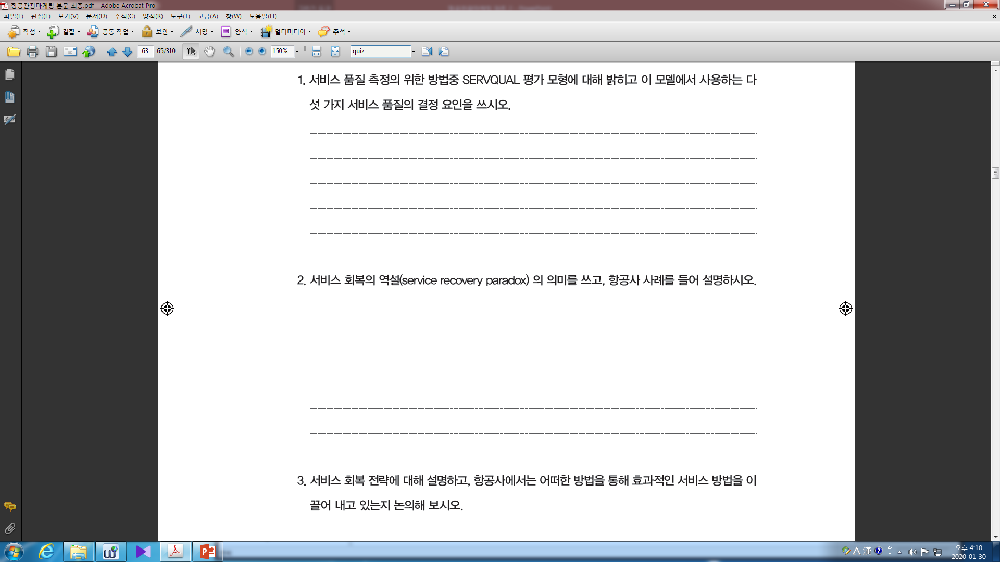 항공관광마케팅 본문 최종.pdf - Adobe Acrobat Pro
파일(F) 편집(E) 보기(V) 문서(D) 주석(C) 양식(R) 도구(T) 고급(A) 창(W) 도움말(H)
작성 결합 공동 작업 보안 서명 양식 멀티미디어 주석
63 65/310 150% quiz
1. 서비스 품질 측정의 위한 방법중 SERVQUAL 평가 모형에 대해 밝히고 이 모델에서 사용하는 다
섯 가지 서비스 품질의 결정 요인을 쓰시오.
2. 서비스 회복의 역설(service recovery paradox) 의 의미를 쓰고, 항공사 사례를 들어 설명하시오.
3. 서비스 회복 전략에 대해 설명하고, 항공사에서는 어떠한 방법을 통해 효과적인 서비스 방법을 이
끌어 내고 있는지 논의해 보시오.
A 漢
오후 4:10
2020-01-30